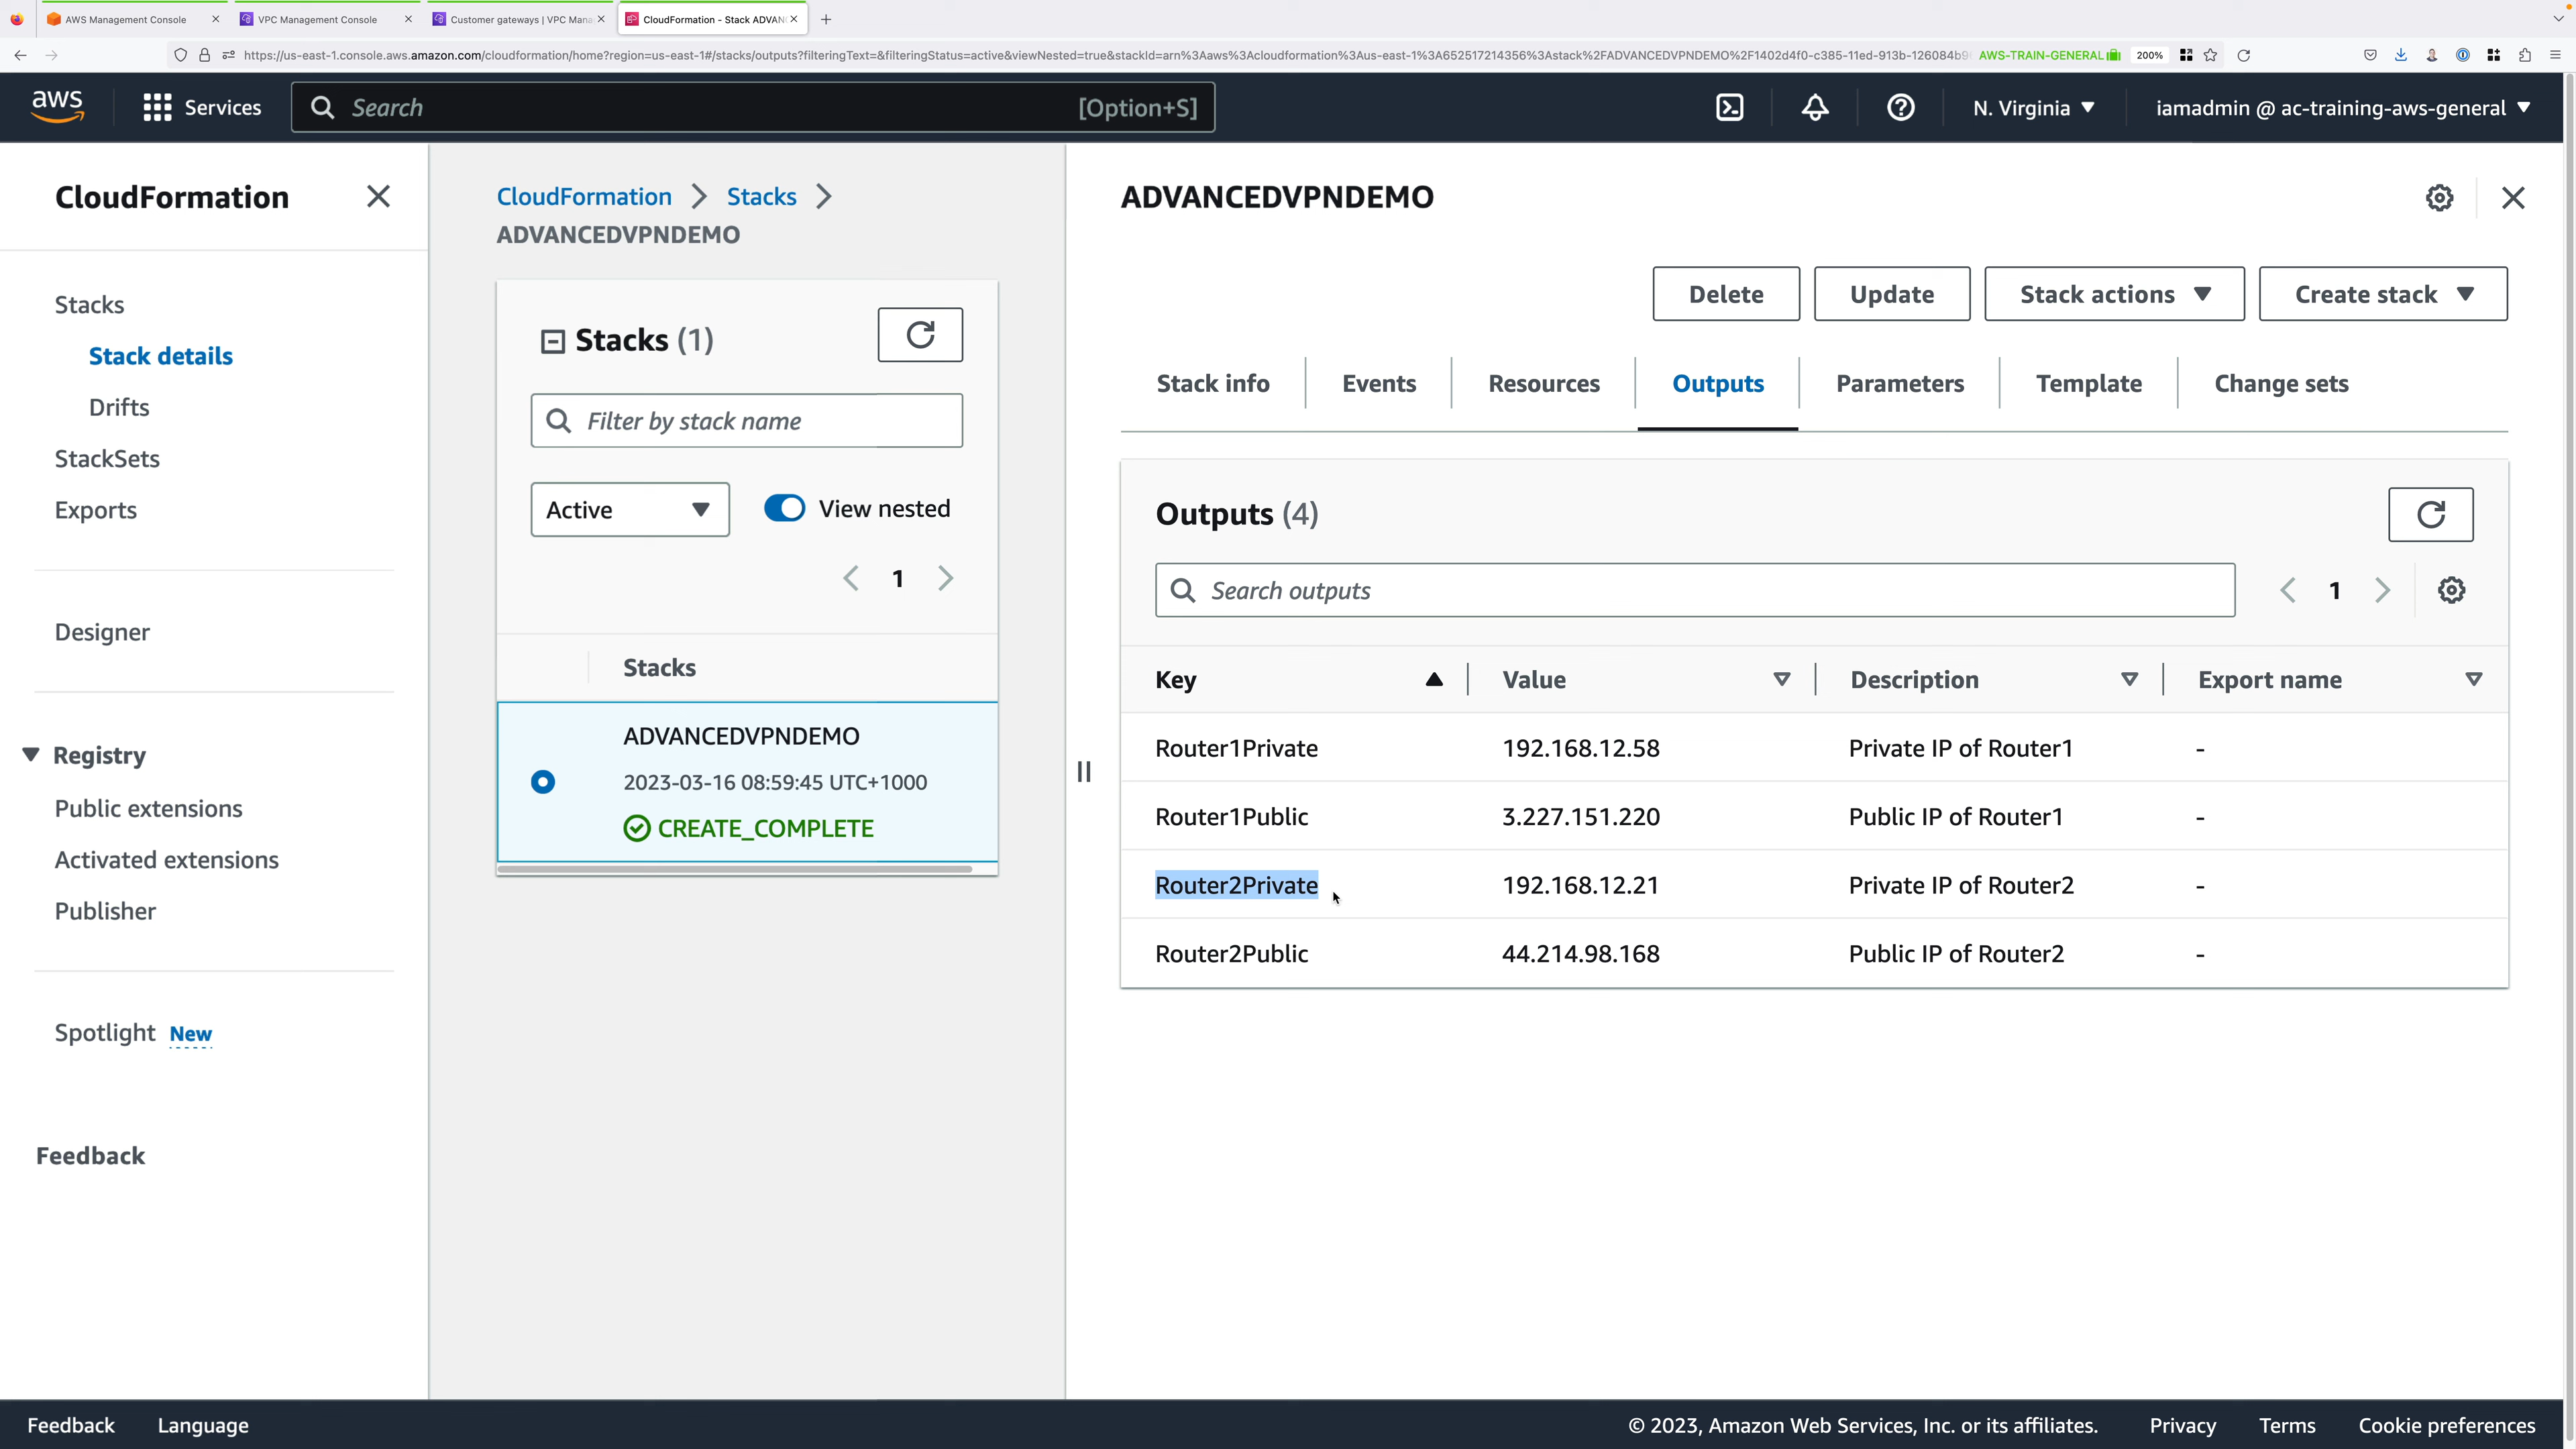 AWS Management Console
VPC Management Console
Customer gateways | VPC Mana
CloudFormation - Stack ADVAN
https://us-east-1.console.aws.amazon.com/cloudformation/home?region=us-east-1#/stacks/outputs?filteringText=&filteringStatus=active&viewNested=true&stackId=arn%3Aaws%3Acloudformation%3Aus-east-1%3A652517214356%3Astack%2FADVANCEDVPNDEMO%2F1402d4f0-c385-11ed-913b-126084b9
AWS-TRAIN-GENERAL
200%
aws
Services
Search
[Option+S]
N. Virginia
iamadmin @ ac-training-aws-general
CloudFormation
Stacks
Stack details
Drifts
StackSets
Exports
Designer
Registry
Public extensions
Activated extensions
Publisher
Spotlight New
Feedback
CloudFormation
Stacks
ADVANCEDVPNDEMO
Stacks (1)
Filter by stack name
Active
View nested
1
Stacks
ADVANCEDVPNDEMO
2023-03-16 08:59:45 UTC+1000
CREATE_COMPLETE
ADVANCEDVPNDEMO
Delete
Update
Stack actions
Create stack
Stack info
Events
Resources
Outputs
Parameters
Template
Change sets
Outputs (4)
Search outputs
1
Key Value Description Export name
Router1Private 192.168.12.58 Private IP of Router1 -
Router1Public 3.227.151.220 Public IP of Router1 -
Router2Private 192.168.12.21 Private IP of Router2 -
Router2Public 44.214.98.168 Public IP of Router2 -
Feedback
Language
© 2023, Amazon Web Services, Inc. or its affiliates.
Privacy
Terms
Cookie preferences